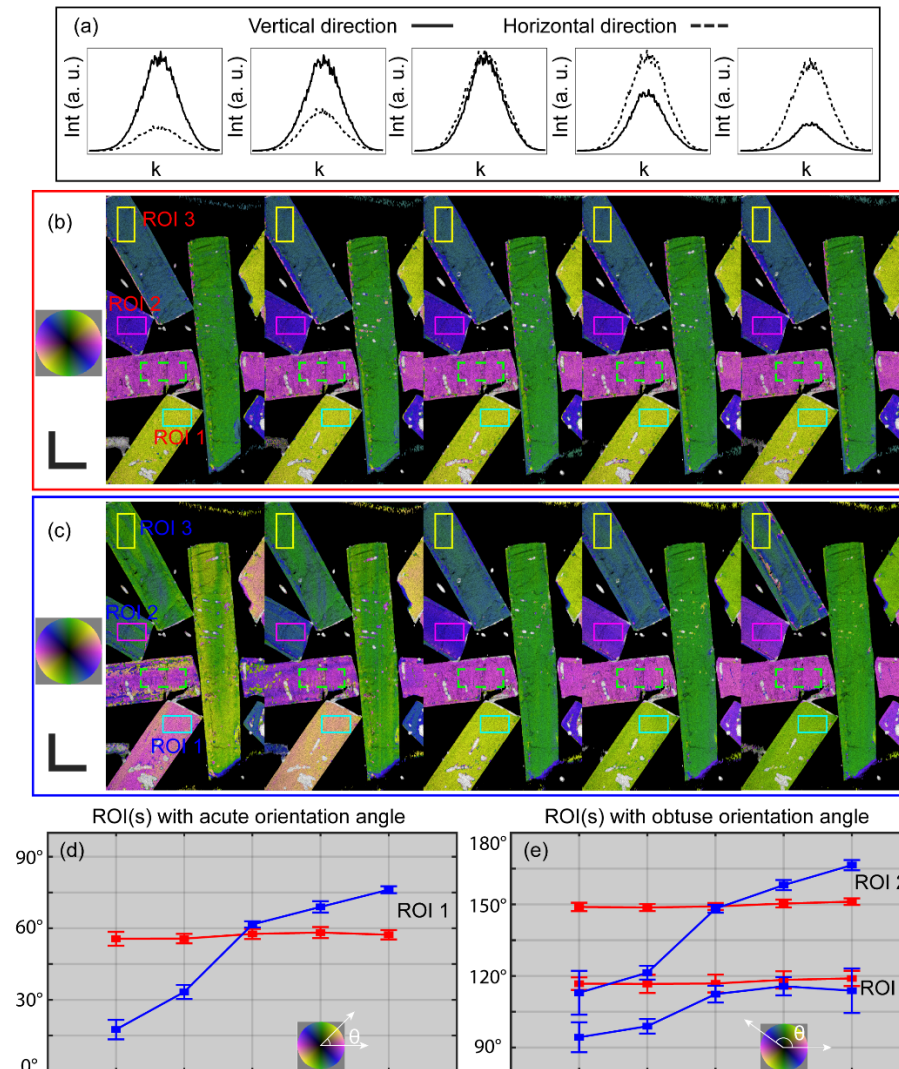 (a) Vertical direction Horizontal direction
Int (a. u.) Int (a. u.) Int (a. u.) Int (a. u.) Int (a. u.)
k k k k k
(b) ROI 3
ROI 2
ROI 1
(c) ROI 3
ROI 2
ROI 1
ROI(s) with acute orientation angle
(d)
90°
ROI 1
60°
30°
θ
0°
ROI(s) with obtuse orientation angle
(e)
180°
ROI 2
150°
120°
ROI
θ
90°